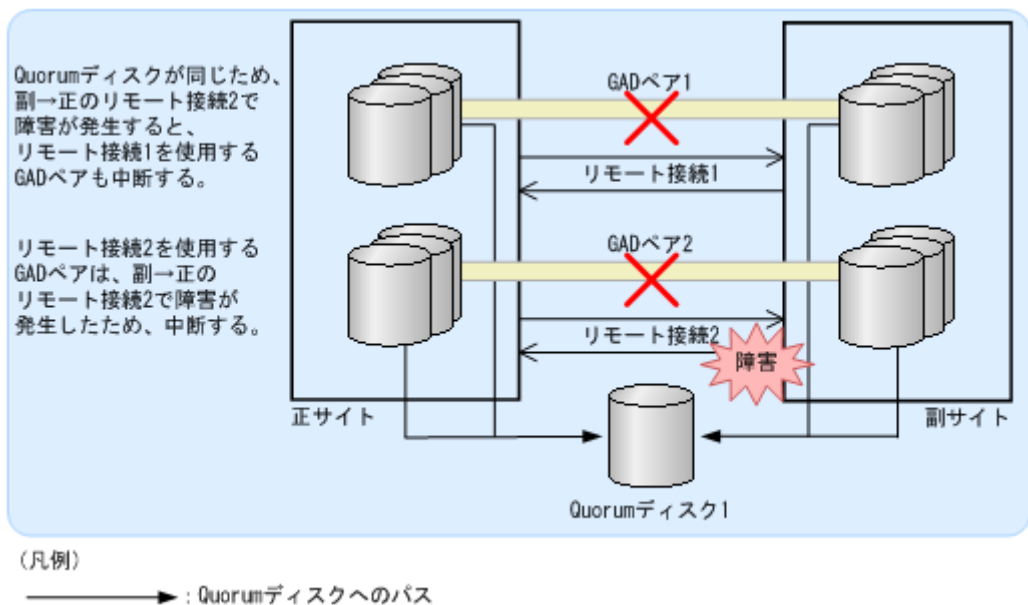 Quorumディスクが同じため、
副→正のリモート接続2で
障害が発生すると、
リモート接続1を使用する
GADペアも中断する。
GADペア1
リモート接続1
リモート接続2を使用する
GADペアは、副→正の
リモート接続2で障害が
発生したため、中断する。
GADペア2
リモート接続2
障害
正サイト
副サイト
Quorumディスク1
(凡例)
：Quorumディスクへのパス